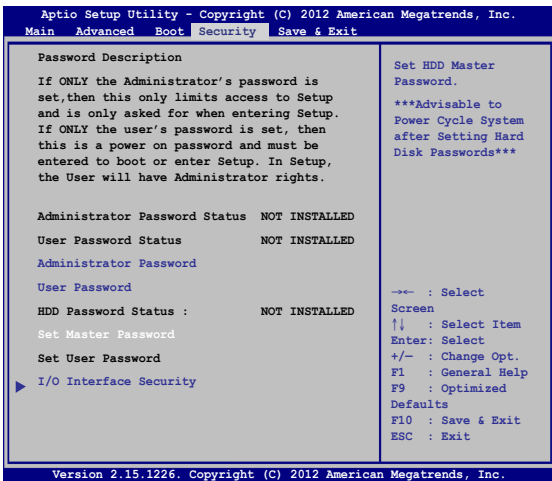 Aptio Setup Utility - Copyright (C) 2012 American Megatrends, Inc.
Main Advanced Boot Security Save & Exit
Password Description
If ONLY the Administrator's password is
set,then this only limits access to Setup
and is only asked for when entering Setup.
If ONLY the user's password is set, then
this is a power on password and must be
entered to boot or enter Setup. In Setup,
the User will have Administrator rights.
Administrator Password Status NOT INSTALLED
User Password Status NOT INSTALLED
Administrator Password
User Password
HDD Password Status : NOT INSTALLED
Set Master Password
Set User Password
I/O Interface Security
Set HDD Master
Password.
***Advisable to
Power Cycle System
after Setting Hard
Disk Passwords***
→← : Select
Screen
↑↓ : Select Item
Enter: Select
+/— : Change Opt.
F1 : General Help
F9 : Optimized
Defaults
F10 : Save & Exit
ESC : Exit
Version 2.15.1226. Copyright (C) 2012 American Megatrends, Inc.